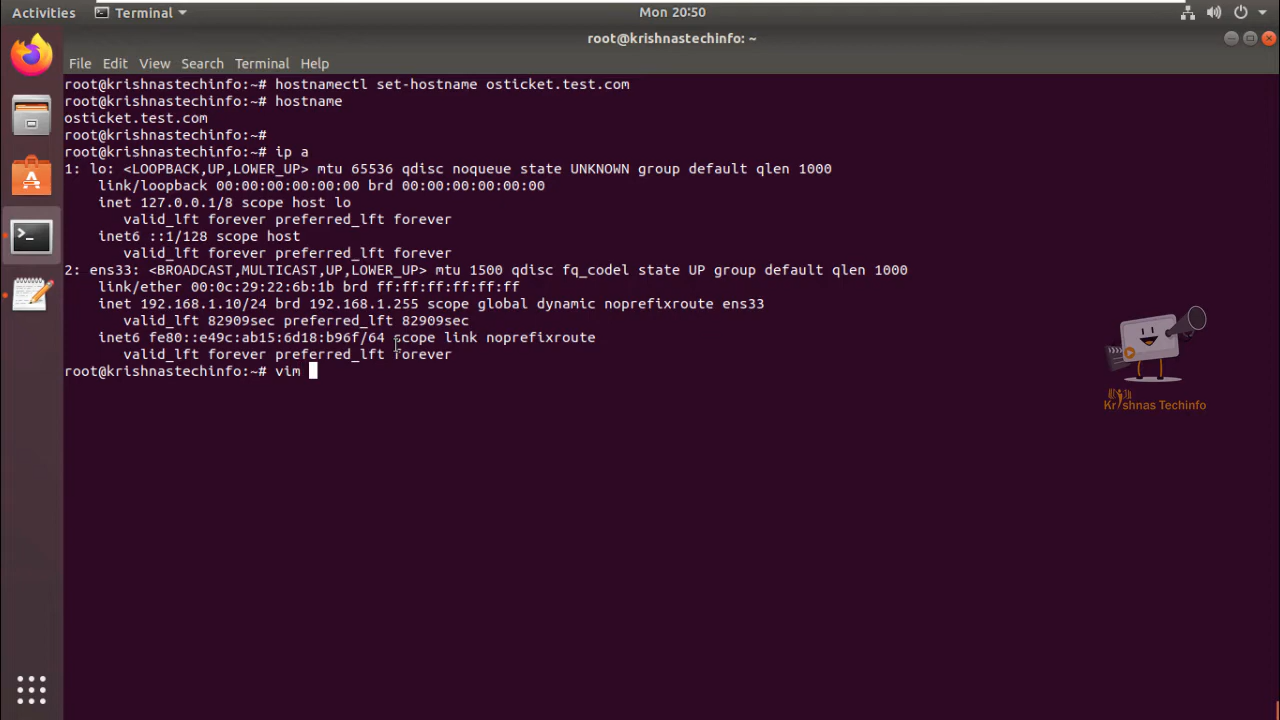 Activities
Terminal
Mon 20:50
root@krishnastechinfo: ~
File Edit View Search Terminal Help
root@krishnastechinfo:~# hostnamectl set-hostname osticket.test.com
root@krishnastechinfo:~# hostname
osticket.test.com
root@krishnastechinfo:~#
root@krishnastechinfo:~# ip a
1: lo: <LOOPBACK,UP,LOWER_UP> mtu 65536 qdisc noqueue state UNKNOWN group default qlen 1000
    link/loopback 00:00:00:00:00:00 brd 00:00:00:00:00:00
    inet 127.0.0.1/8 scope host lo
       valid_lft forever preferred_lft forever
    inet6 ::1/128 scope host
       valid_lft forever preferred_lft forever
2: ens33: <BROADCAST,MULTICAST,UP,LOWER_UP> mtu 1500 qdisc fq_codel state UP group default qlen 1000
    link/ether 00:0c:29:22:6b:1b brd ff:ff:ff:ff:ff:ff
    inet 192.168.1.10/24 brd 192.168.1.255 scope global dynamic noprefixroute ens33
       valid_lft 82909sec preferred_lft 82909sec
    inet6 fe80::e49c:ab15:6d18:b96f/64 scope link noprefixroute
       valid_lft forever preferred_lft forever
root@krishnastechinfo:~# vim
Krishnas Techinfo